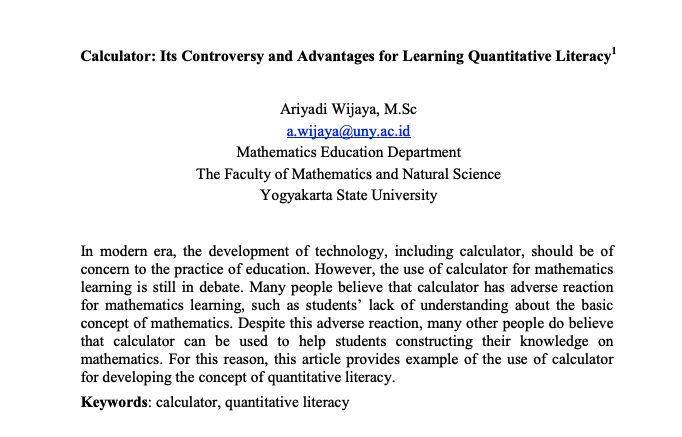 Calculator: Its Controversy and Advantages for Learning Quantitative Literacy1
Ariyadi Wijaya, M.Sc
a.wijaya@uny.ac.id
Mathematics Education Department
The Faculty of Mathematics and Natural Science
Yogyakarta State University
In modern era, the development of technology, including calculator, should be of
concern to the practice of education. However, the use of calculator for mathematics
learning is still in debate. Many people believe that calculator has adverse reaction
for mathematics learning, such as students’ lack of understanding about the basic
concept of mathematics. Despite this adverse reaction, many other people do believe
that calculator can be used to help students constructing their knowledge on
mathematics. For this reason, this article provides example of the use of calculator
for developing the concept of quantitative literacy.
Keywords: calculator, quantitative literacy